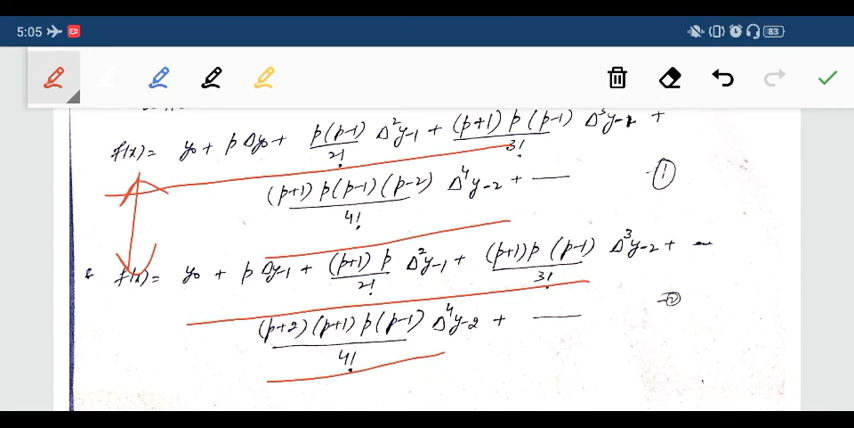 5:05
83
f(x) = y₀ + p Δy₀ + p(p-1)/2! Δ²y-1 + (p+1) p (p-1)/3! Δ³y-1 +
(p+1) p(p-1) (p-2)/4! Δ⁴y-2 + — ①
& f(x) = y₀ + p Δy-1 + (p+1) p/2! Δ²y-1 + (p+1)p (p-1)/3! Δ³y-2 + —
(p+2) (p+1) p(p-1)/4! Δ⁴y-2 + — ②